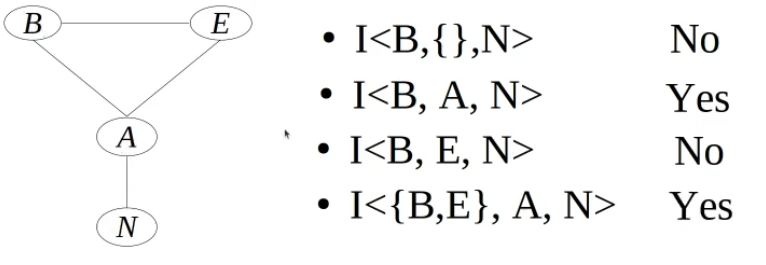 B E
A
N
• I<B,{},N> No
• I<B, A, N> Yes
• I<B, E, N> No
• I<{B,E}, A, N> Yes